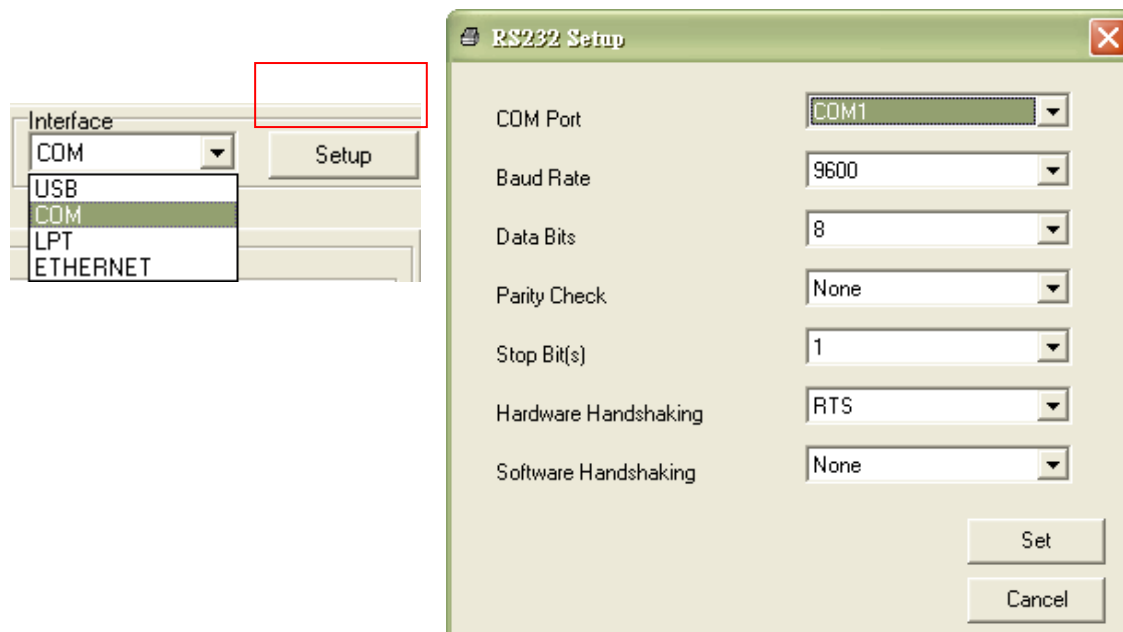 Interface
COM
Setup
USB
COM
LPT
ETHERNET
RS232 Setup
COM Port
COM1
Baud Rate
9600
Data Bits
8
Parity Check
None
Stop Bit(s)
1
Hardware Handshaking
RTS
Software Handshaking
None
Set
Cancel